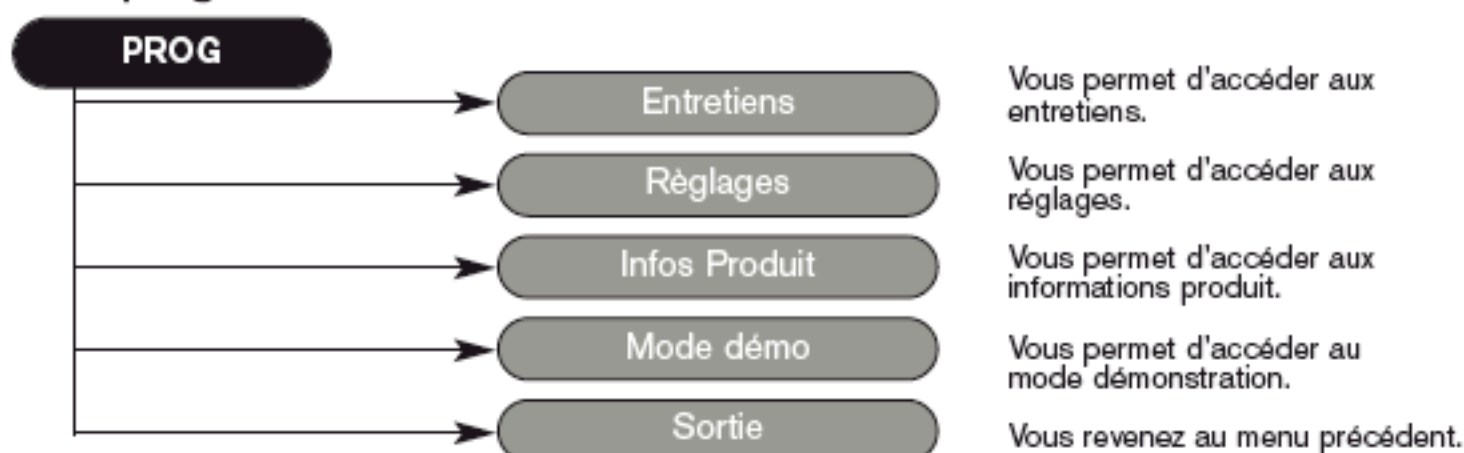 PROG
Entretiens
Vous permet d'accéder aux
entretiens.
Règlages
Vous permet d'accéder aux
réglages.
Infos Produit
Vous permet d'accéder aux
informations produit.
Mode démo
Vous permet d'accéder au
mode démonstration.
Sortie
Vous revenez au menu précédent.